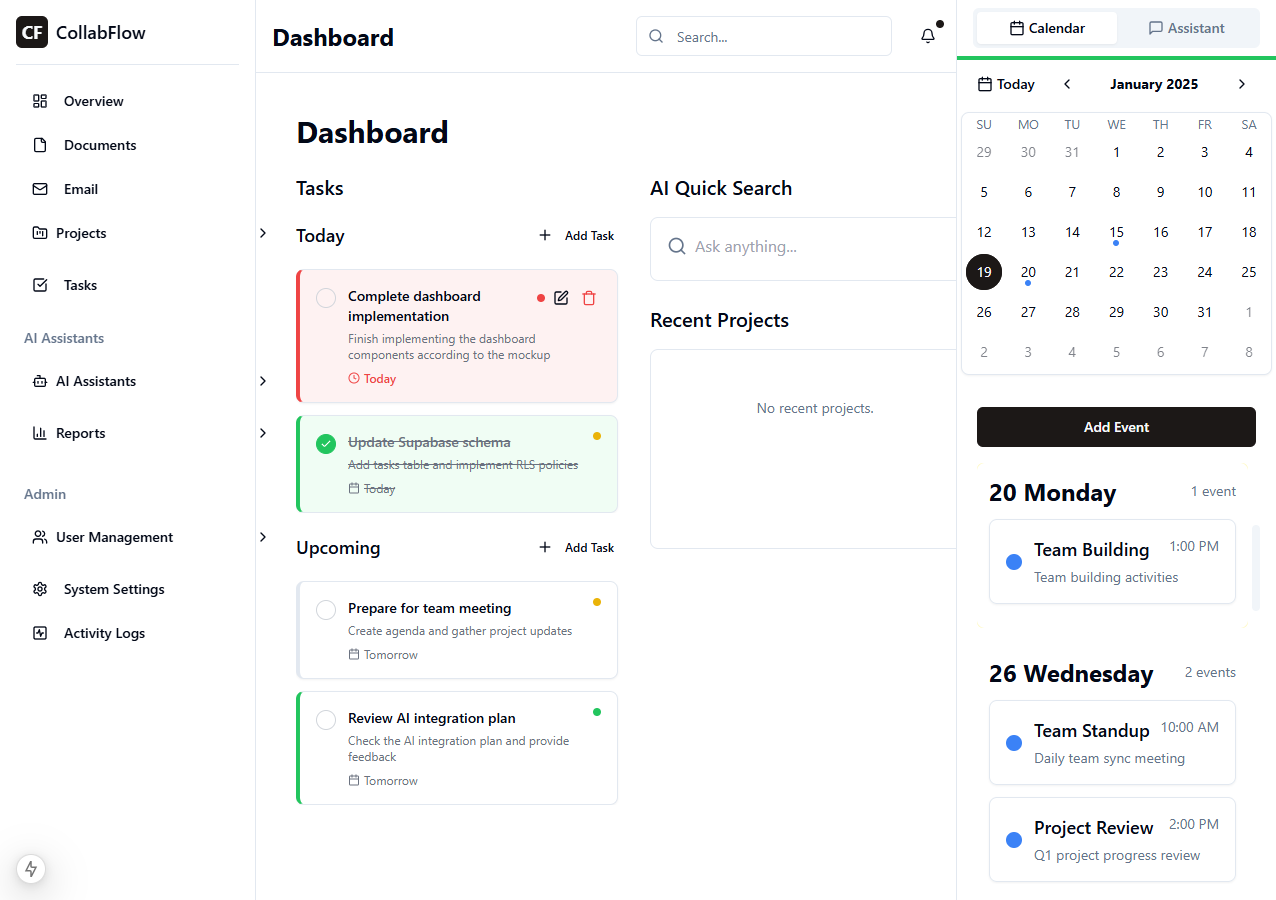 CF CollabFlow
Overview
Documents
Email
Projects
Tasks
AI Assistants
AI Assistants
Reports
Admin
User Management
System Settings
Activity Logs
Dashboard
Search...
Dashboard
Tasks
Today
Add Task
Complete dashboard
implementation
Finish implementing the dashboard
components according to the mockup
Today
Update Supabase schema
Add tasks table and implement RLS policies
Today
Upcoming
Add Task
Prepare for team meeting
Create agenda and gather project updates
Tomorrow
Review AI integration plan
Check the AI integration plan and provide
feedback
Tomorrow
AI Quick Search
Ask anything...
Recent Projects
No recent projects.
Calendar Assistant
Today January 2025
SU MO TU WE TH FR SA
29 30 31 1 2 3 4
5 6 7 8 9 10 11
12 13 14 15 16 17 18
19 20 21 22 23 24 25
26 27 28 29 30 31 1
2 3 4 5 6 7 8
Add Event
20 Monday 1 event
Team Building 1:00 PM
Team building activities
26 Wednesday 2 events
Team Standup 10:00 AM
Daily team sync meeting
Project Review 2:00 PM
Q1 project progress review